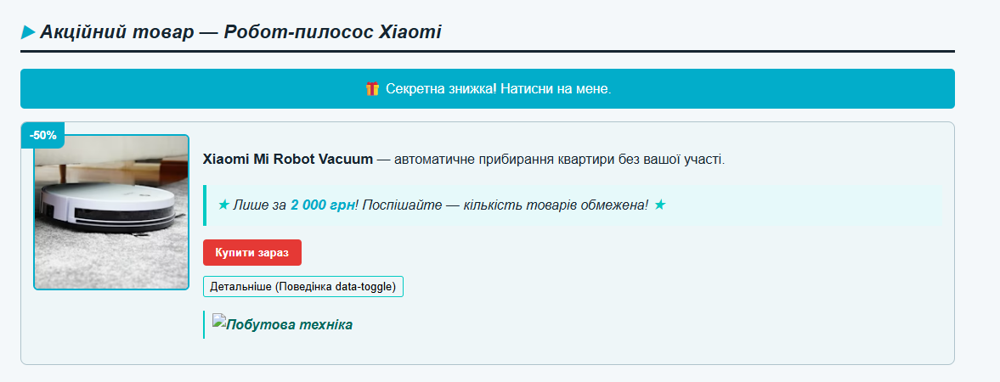 ▶ Акційний товар — Робот-пилосос Xiaomi
🎁 Секретна знижка! Натисни на мене.
-50%
Xiaomi Mi Robot Vacuum — автоматичне прибирання квартири без вашої участі.
★ Лише за 2 000 грн! Поспішайте — кількість товарів обмежена! ★
Купити зараз
Детальніше (Поведінка data-toggle)
Побутова техніка